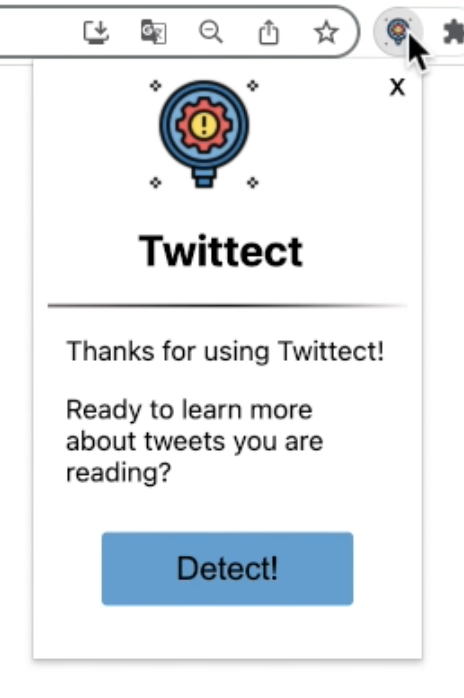 X
Twittect
Thanks for using Twittect!
Ready to learn more
about tweets you are
reading?
Detect!